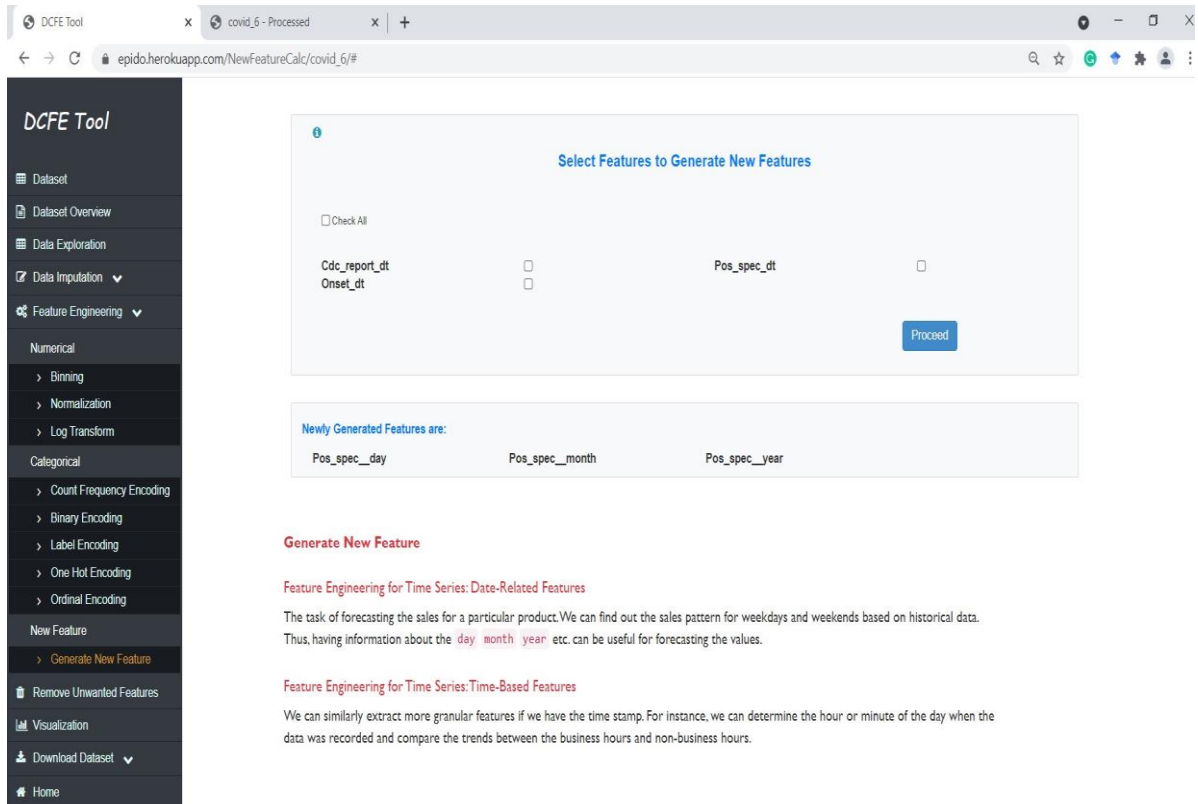 DCFE Tool
covid_6 - Processed
epido.herokuapp.com/NewFeatureCalc/covid_6/#
DCFE Tool
Dataset
Dataset Overview
Data Exploration
Data Imputation
Feature Engineering
Numerical
Binning
Normalization
Log Transform
Categorical
Count Frequency Encoding
Binary Encoding
Label Encoding
One Hot Encoding
Ordinal Encoding
New Feature
Generate New Feature
Remove Unwanted Features
Visualization
Download Dataset
Home
Select Features to Generate New Features
Check All
Cdc_report_dt Pos_spec_dt
Onset_dt
Proceed
Newly Generated Features are:
Pos_spec__day Pos_spec__month Pos_spec__year
Generate New Feature
Feature Engineering for Time Series: Date-Related Features
The task of forecasting the sales for a particular product. We can find out the sales pattern for weekdays and weekends based on historical data.
Thus, having information about the day month year etc. can be useful for forecasting the values.
Feature Engineering for Time Series: Time-Based Features
We can similarly extract more granular features if we have the time stamp. For instance, we can determine the hour or minute of the day when the
data was recorded and compare the trends between the business hours and non-business hours.